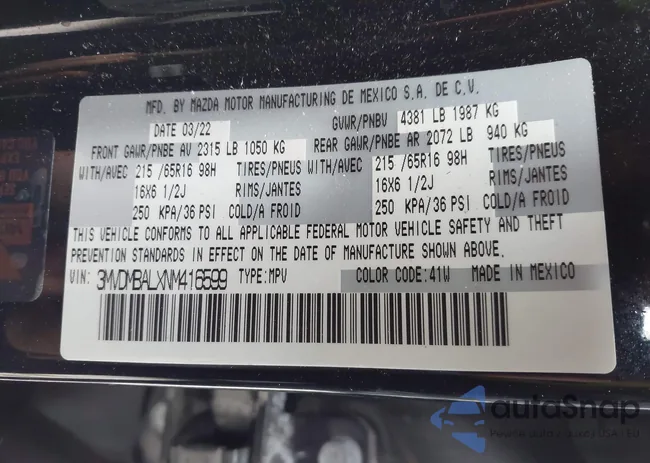 MFD. BY MAZDA MOTOR MANUFACTURING DE MEXICO S.A. DE C.V.
DATE 03/22 GVWR/PNBV 4381 LB 1987 KG
FRONT GAWR/PNBE AV 2315 LB 1050 KG REAR GAWR/PNBE AR 2072 LB 940 KG
WITH/AVEC 215 /65R16 98H TIRES/PNEUS WITH/AVEC 215 /65R16 98H TIRES/PNEUS
16X6 1/2J RIMS/JANTES 16X6 1/2J RIMS/JANTES
250 KPA/36 PSI COLD/A FROID 250 KPA/36 PSI COLD/A FROID
THIS VEHICLE CONFORMS TO ALL APPLICABLE FEDERAL MOTOR VEHICLE SAFETY AND THEFT
PREVENTION STANDARDS IN EFFECT ON THE DATE OF MANUFACTURE SHOWN ABOVE.
VIN: 3MVDMBALXNM416599 TYPE: MPV COLOR CODE: 41W MADE IN MEXICO
autoSnap